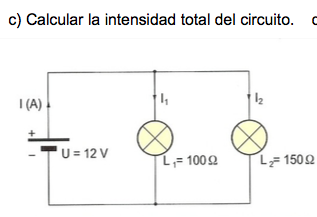 c) Calcular la intensidad total del circuito.
I (A)
I₁
I₂
+
–
U = 12 V
L₁= 100Ω
L₂= 150Ω